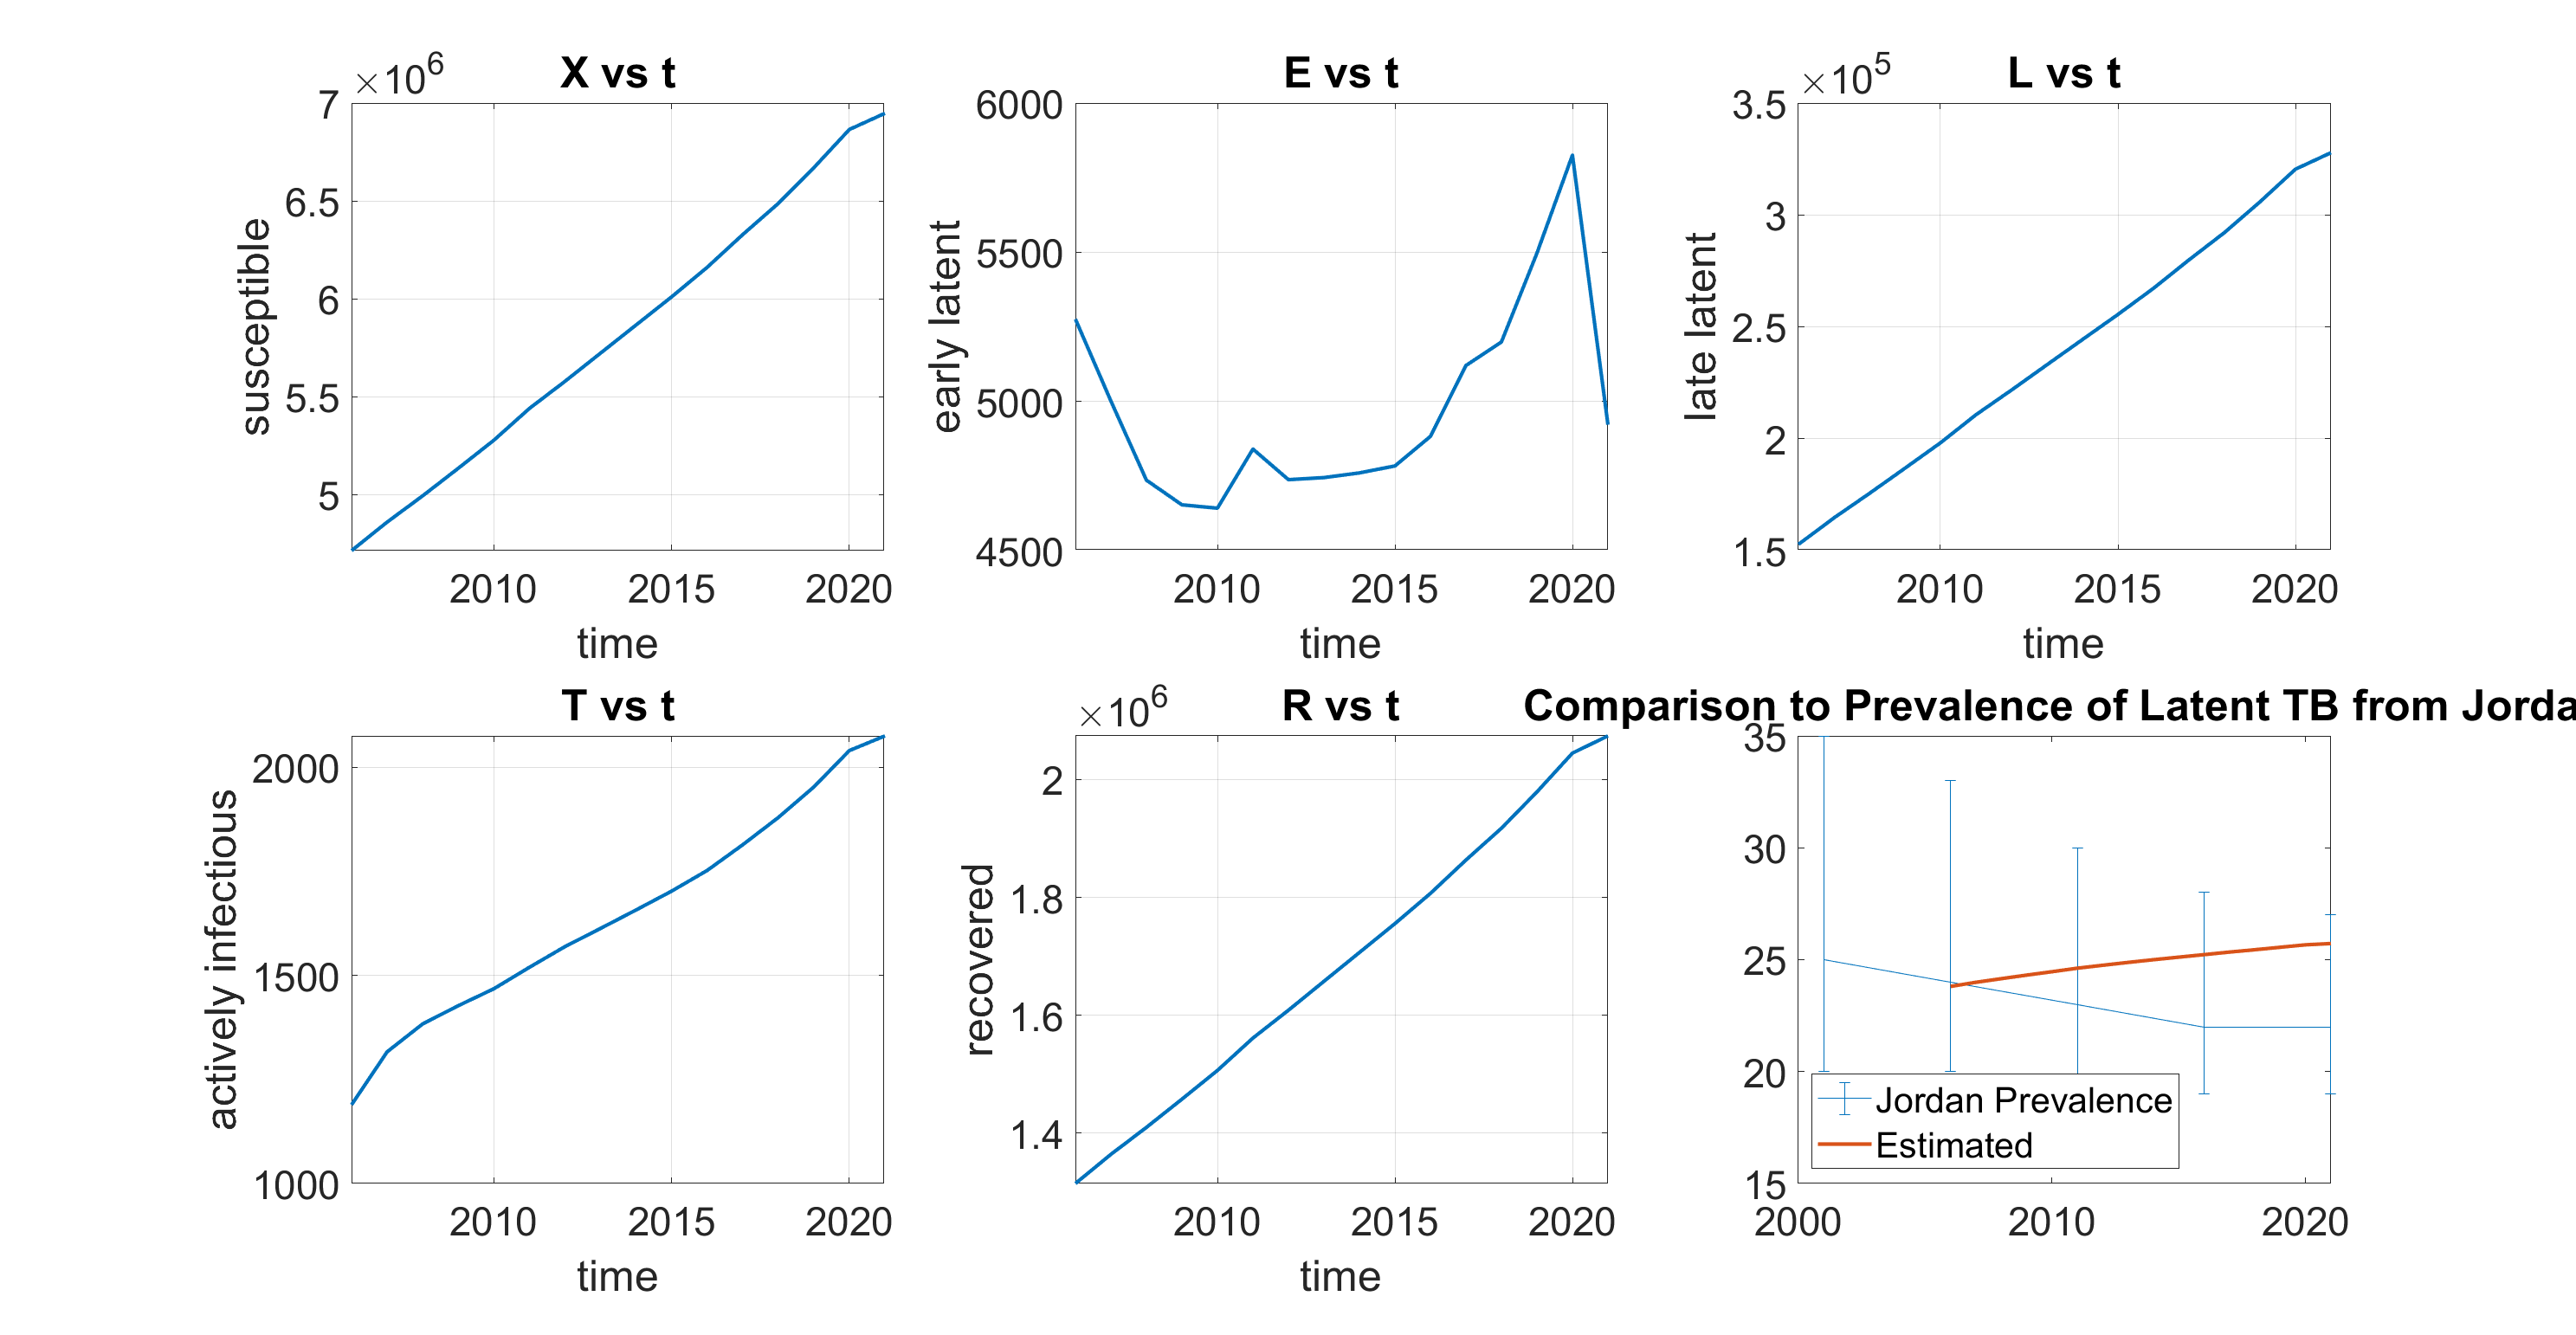 X vs t
×10^6
7
6.5
6
5.5
5
susceptible
2010 2015 2020
time
E vs t
6000
5500
5000
4500
early latent
2010 2015 2020
time
L vs t
×10^5
3.5
3
2.5
2
1.5
late latent
2010 2015 2020
time
T vs t
2000
1500
1000
actively infectious
2010 2015 2020
time
R vs t
×10^6
2
1.8
1.6
1.4
recovered
2010 2015 2020
time
Comparison to Prevalence of Latent TB from Jorda
35
30
25
20
15
Jordan Prevalence
Estimated
2000 2010 2020